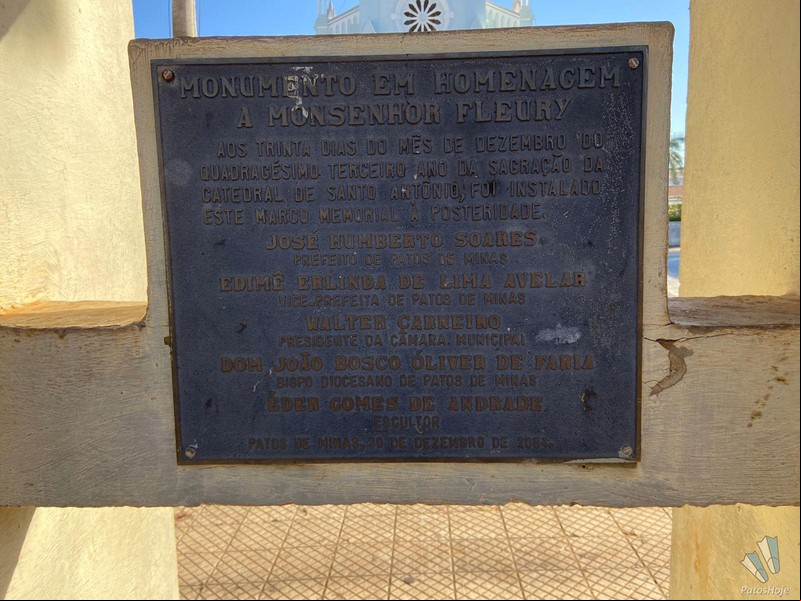 MONUMENTO EM HOMENAGEM
A MONSENHOR FLEURY
AOS TRINTA DIAS DO MÊS DE DEZEMBRO DO
QUADRAGÉSIMO TERCEIRO ANO DA SAGRAÇÃO DA
CATEDRAL DE SANTO ANTÔNIO, FOI INSTALADO
ESTE MARCO MEMORIAL À POSTERIDADE.
JOSÉ HUMBERTO SOARES
PREFEITO DE PATOS DE MINAS
EDIMÊ ERLINDA DE LIMA AVELAR
VICE-PREFEITA DE PATOS DE MINAS
WALTER CARNEIRO
PRESIDENTE DA CÂMARA MUNICIPAL
DOM JOÃO BOSCO ÓLIVER DE FARIA
BISPO DIOCESANO DE PATOS DE MINAS
ÉDER GOMES DE ANDRADE
ESCULTOR
PATOS DE MINAS, 30 DE DEZEMBRO DE
PatosHoje